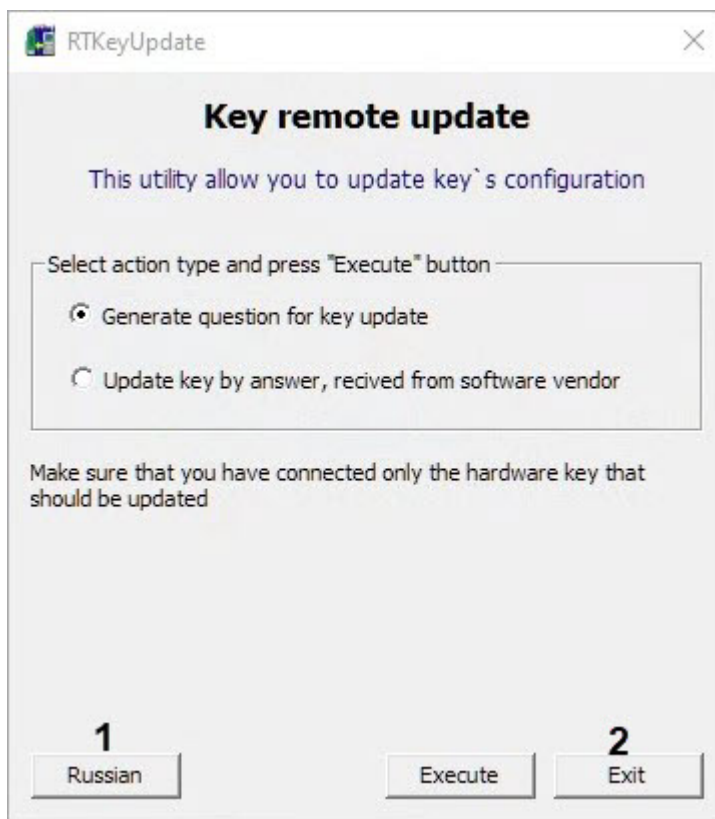 RTKeyUpdate
Key remote update
This utility allow you to update key`s configuration
Select action type and press "Execute" button
Generate question for key update
Update key by answer, recived from software vendor
Make sure that you have connected only the hardware key that
should be updated
1 2
Russian Execute Exit